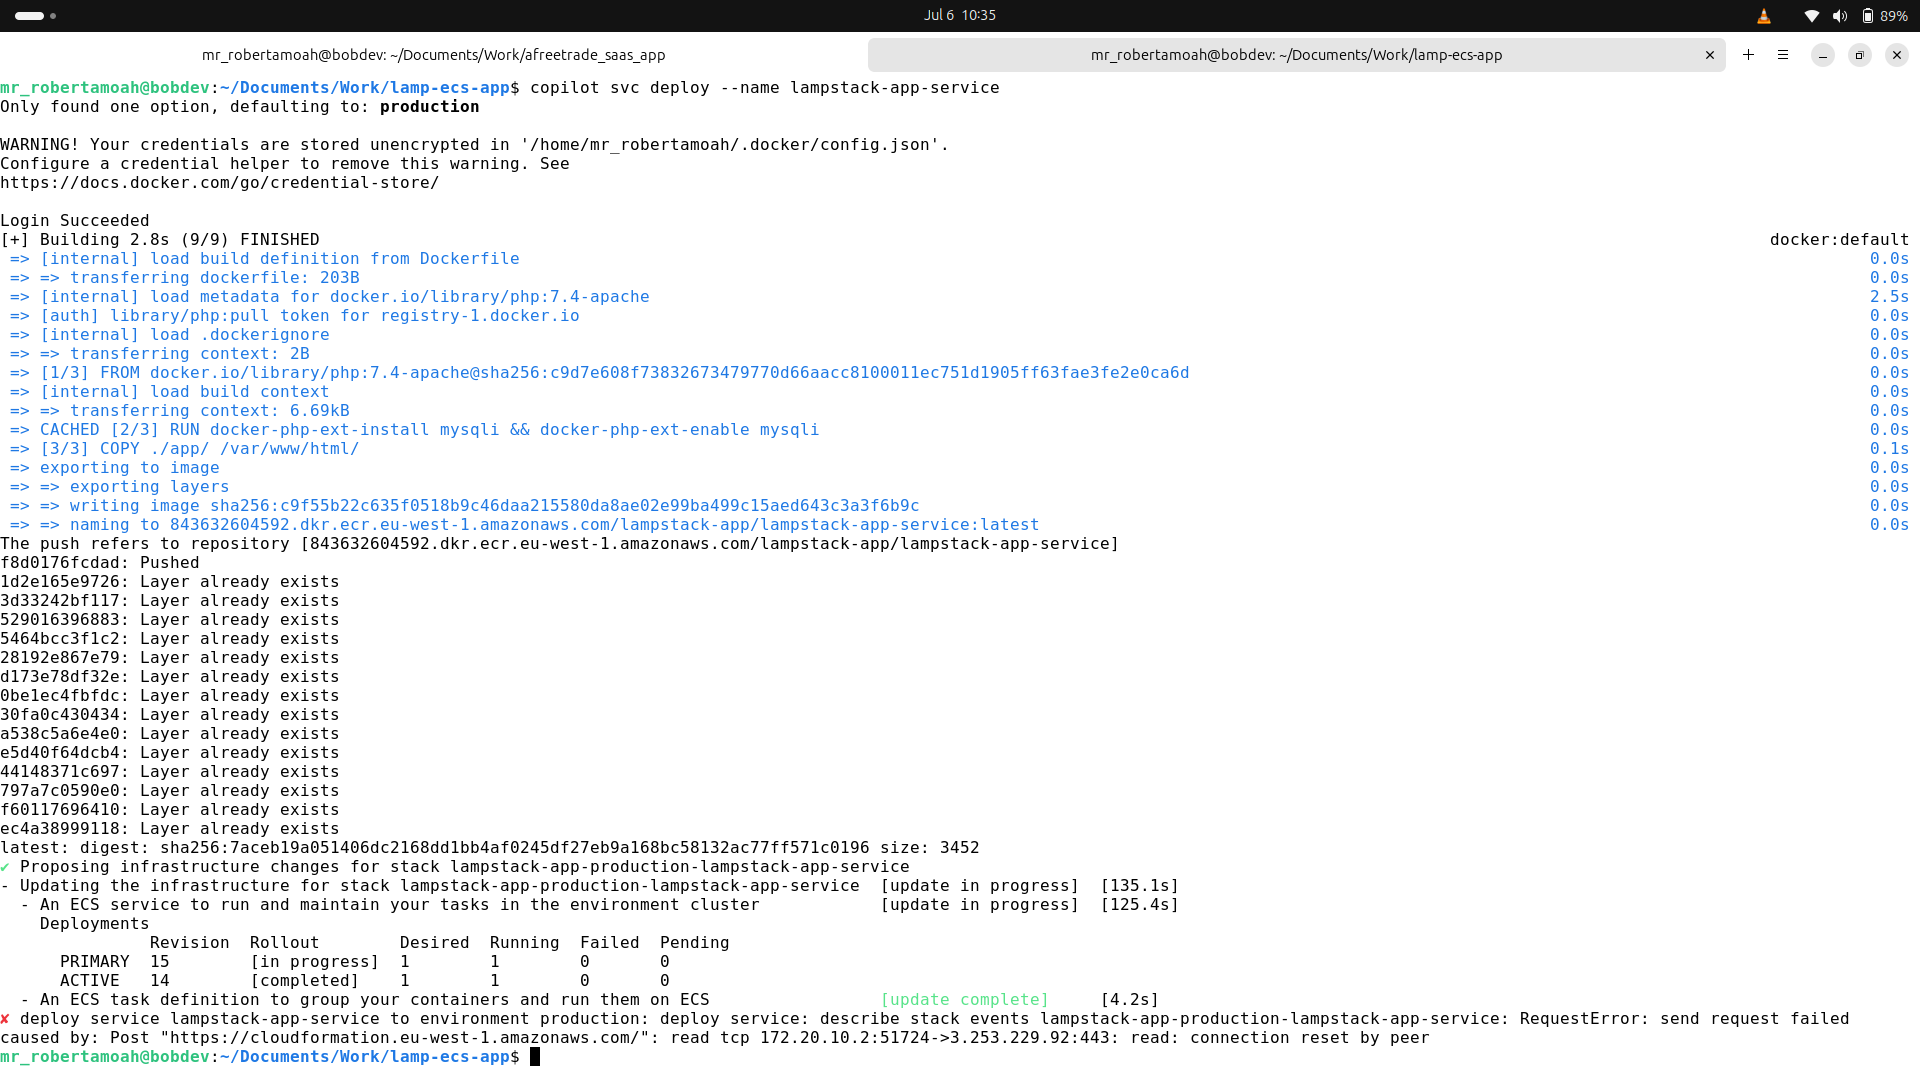 Jul 6 10:35
89%
mr_robertamoah@bobdev: ~/Documents/Work/afreetrade_saas_app
mr_robertamoah@bobdev: ~/Documents/Work/lamp-ecs-app
mr_robertamoah@bobdev:~/Documents/Work/lamp-ecs-app$ copilot svc deploy --name lampstack-app-service
Only found one option, defaulting to: production
WARNING! Your credentials are stored unencrypted in '/home/mr_robertamoah/.docker/config.json'.
Configure a credential helper to remove this warning. See
https://docs.docker.com/go/credential-store/
Login Succeeded
[+] Building 2.8s (9/9) FINISHED docker:default
=> [internal] load build definition from Dockerfile 0.0s
=> => transferring dockerfile: 203B 0.0s
=> [internal] load metadata for docker.io/library/php:7.4-apache 2.5s
=> [auth] library/php:pull token for registry-1.docker.io 0.0s
=> [internal] load .dockerignore 0.0s
=> => transferring context: 2B 0.0s
=> [1/3] FROM docker.io/library/php:7.4-apache@sha256:c9d7e608f73832673479770d66aacc8100011ec751d1905ff63fae3fe2e0ca6d 0.0s
=> [internal] load build context 0.0s
=> => transferring context: 6.69kB 0.0s
=> CACHED [2/3] RUN docker-php-ext-install mysqli && docker-php-ext-enable mysqli 0.0s
=> [3/3] COPY ./app/ /var/www/html/ 0.1s
=> exporting to image 0.0s
=> => exporting layers 0.0s
=> => writing image sha256:c9f55b22c635f0518b9c46daa215580da8ae02e99ba499c15aed643c3a3f6b9c 0.0s
=> => naming to 843632604592.dkr.ecr.eu-west-1.amazonaws.com/lampstack-app/lampstack-app-service:latest 0.0s
The push refers to repository [843632604592.dkr.ecr.eu-west-1.amazonaws.com/lampstack-app/lampstack-app-service]
f8d0176fcdad: Pushed
1d2e165e9726: Layer already exists
3d33242bf117: Layer already exists
529016396883: Layer already exists
5464bcc3f1c2: Layer already exists
28192e867e79: Layer already exists
d173e78df32e: Layer already exists
0be1ec4fbfdc: Layer already exists
30fa0c430434: Layer already exists
a538c5a6e4e0: Layer already exists
e5d40f64dcb4: Layer already exists
44148371c697: Layer already exists
797a7c0590e0: Layer already exists
f60117696410: Layer already exists
ec4a38999118: Layer already exists
latest: digest: sha256:7aceb19a051406dc2168dd1bb4af0245df27eb9a168bc58132ac77ff571c0196 size: 3452
✔ Proposing infrastructure changes for stack lampstack-app-production-lampstack-app-service
- Updating the infrastructure for stack lampstack-app-production-lampstack-app-service [update in progress] [135.1s]
- An ECS service to run and maintain your tasks in the environment cluster [update in progress] [125.4s]
Deployments
Revision Rollout Desired Running Failed Pending
PRIMARY 15 [in progress] 1 1 0 0
ACTIVE 14 [completed] 1 1 0 0
- An ECS task definition to group your containers and run them on ECS [update complete] [4.2s]
✘ deploy service lampstack-app-service to environment production: deploy service: describe stack events lampstack-app-production-lampstack-app-service: RequestError: send request failed
caused by: Post "https://cloudformation.eu-west-1.amazonaws.com/": read tcp 172.20.10.2:51724->3.253.229.92:443: read: connection reset by peer
mr_robertamoah@bobdev:~/Documents/Work/lamp-ecs-app$